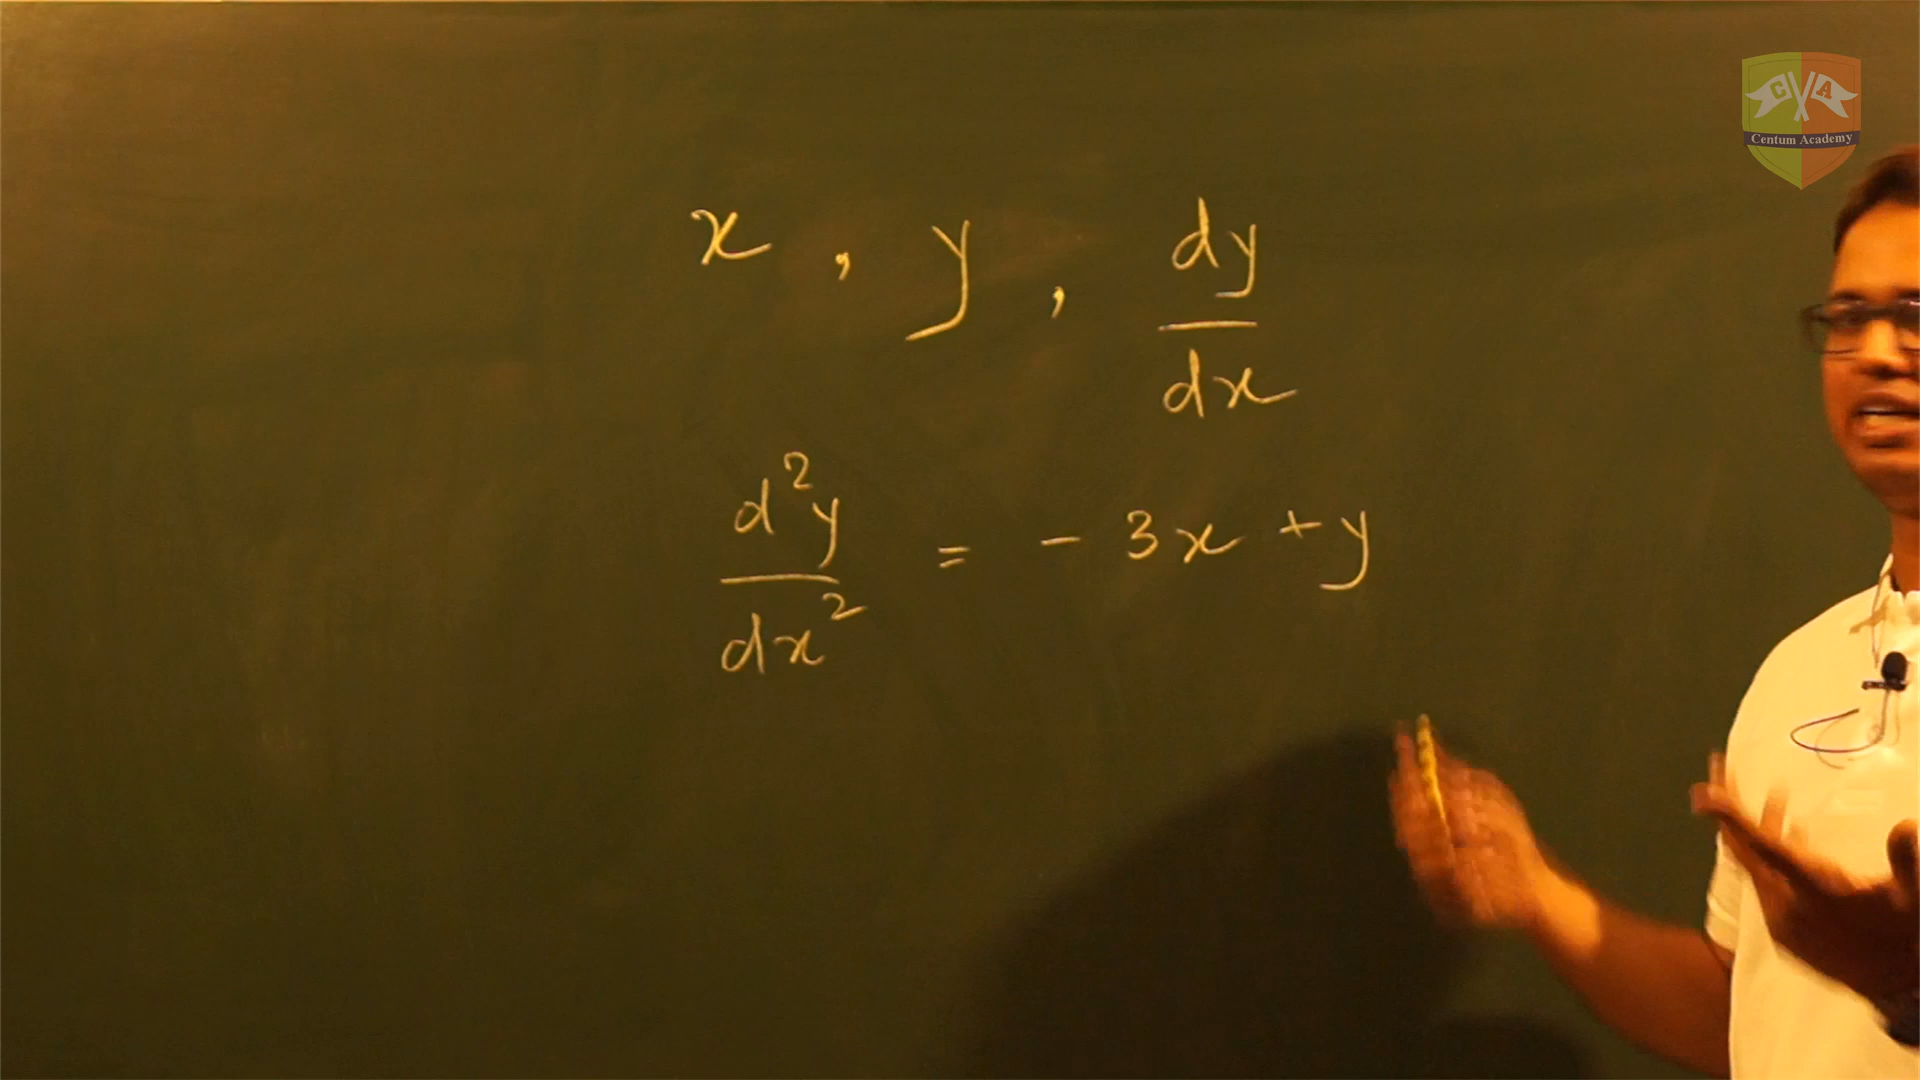 C A
Centum Academy
x , y , dy/dx
d²y/dx² = - 3x + y